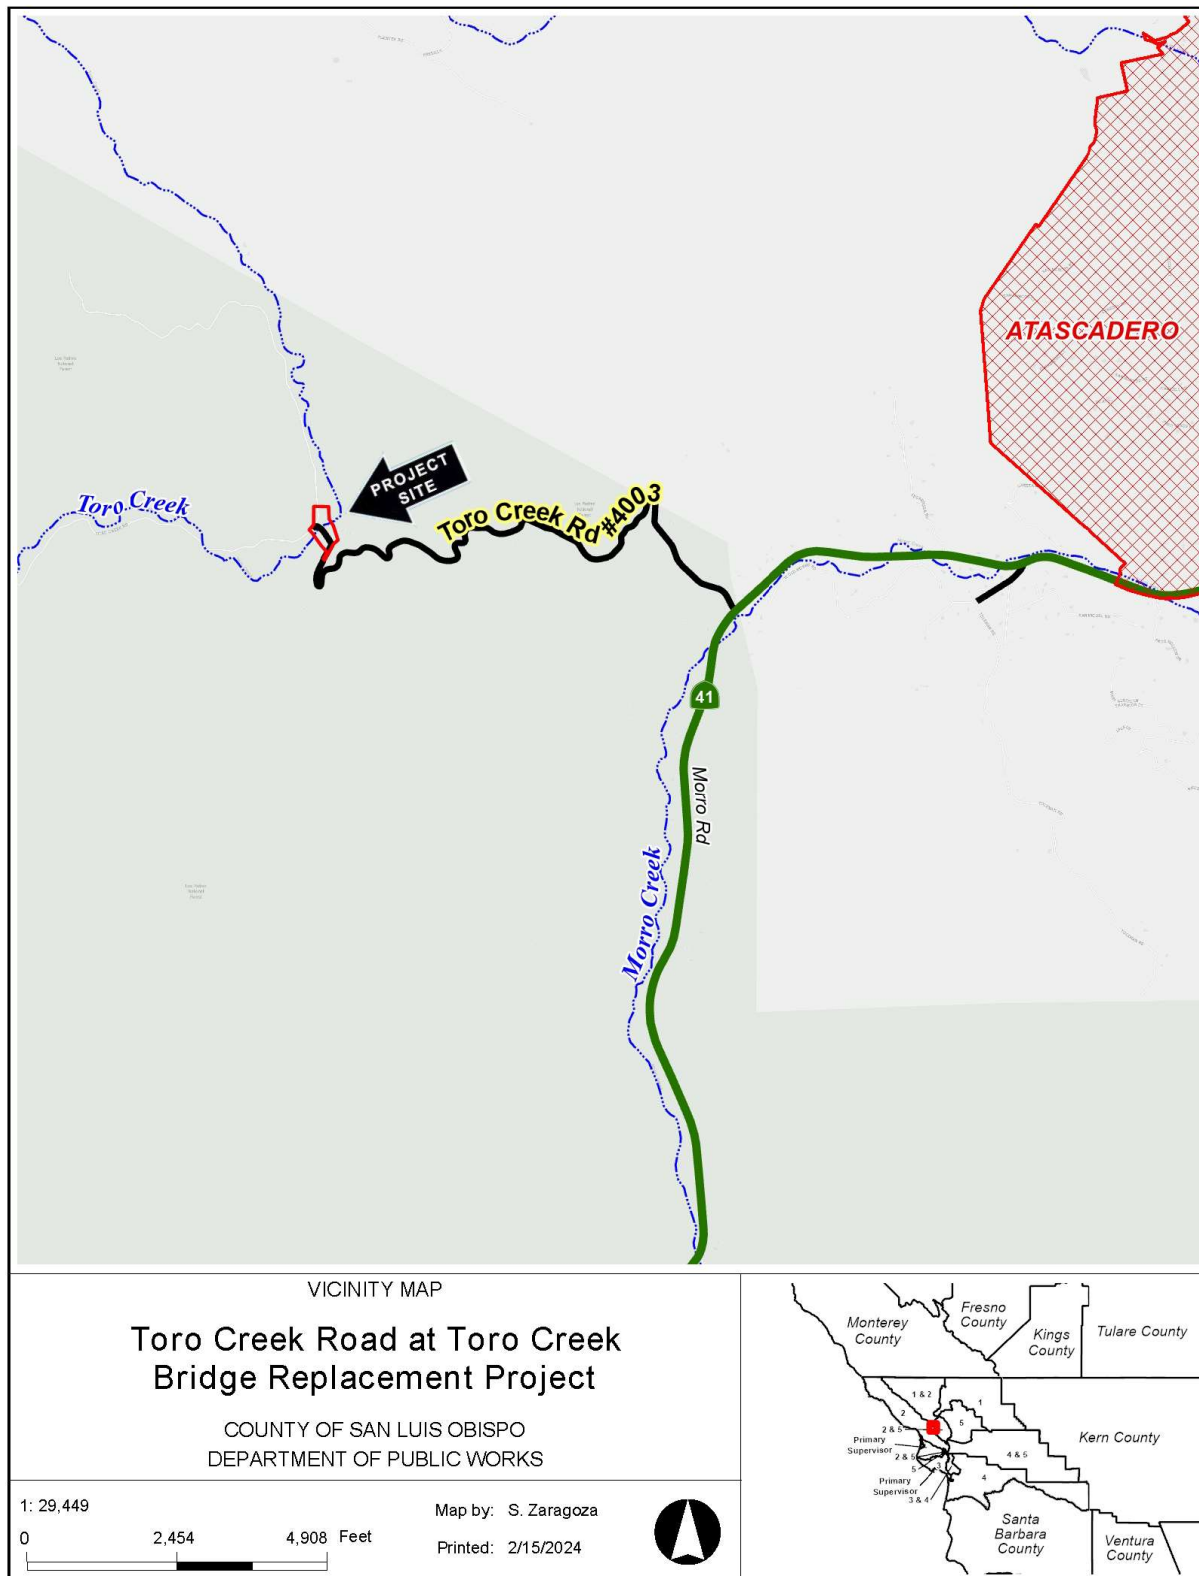 ATASCADERO
PROJECT
SITE
Toro Creek
Toro Creek Rd #4003
41
Morro Rd
Morro Creek
VICINITY MAP
Toro Creek Road at Toro Creek
Bridge Replacement Project
COUNTY OF SAN LUIS OBISPO
DEPARTMENT OF PUBLIC WORKS
1: 29,449
0 2,454 4,908 Feet
Map by: S. Zaragoza
Printed: 2/15/2024
Monterey
County
Fresno
County
Kings
County
Tulare County
1 & 2
1
2
5
2 & 5
Primary
Supervisor
Kern County
2 & 5
4 & 5
5
3
4
Primary
Supervisor
3 & 4
Santa
Barbara
County
Ventura
County